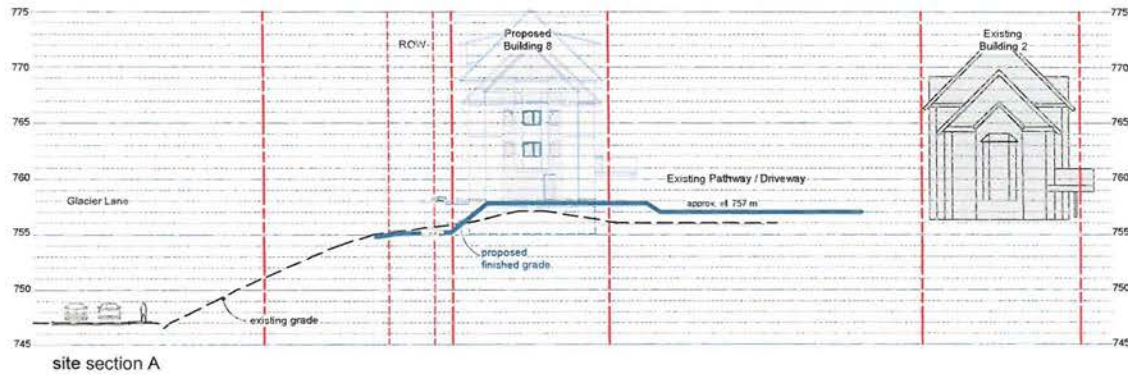 775
770
765
760
755
750
745
ROW
Proposed
Building 8
Existing
Building 2
775
770
765
760
755
750
745
Glacier Lane
Existing Pathway / Driveway
approx. el 757 m
proposed
finished grade
existing grade
site section A